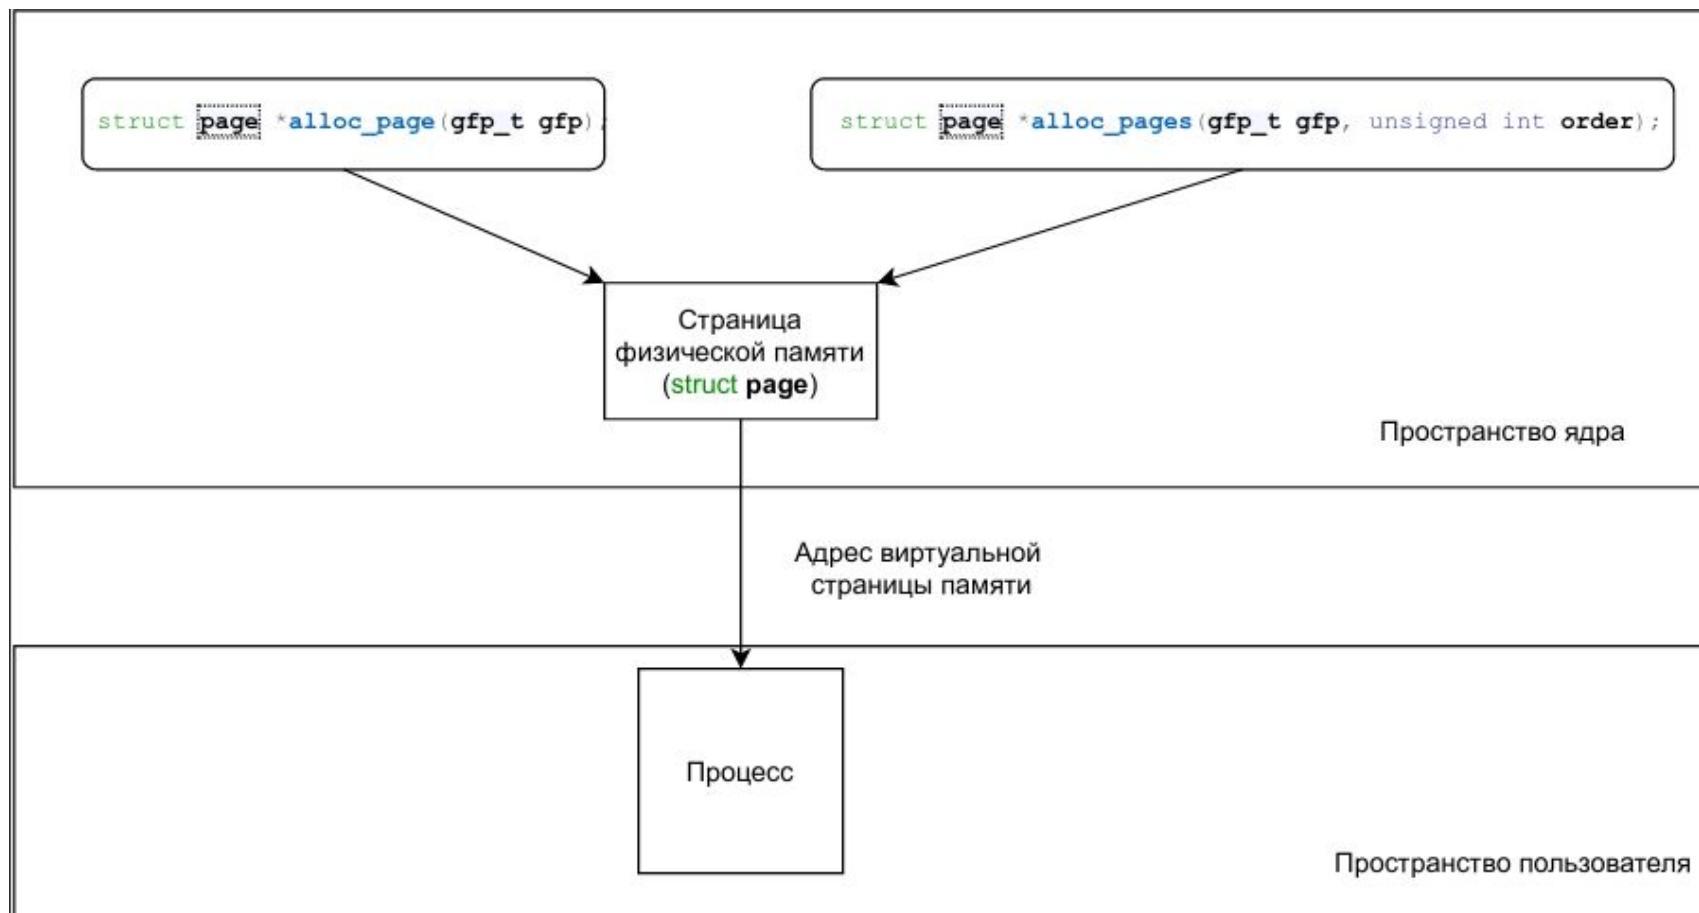 struct page *alloc_page(gfp_t gfp);
struct page *alloc_pages(gfp_t gfp, unsigned int order);
Страница
физической памяти
(struct page)
Пространство ядра
Адрес виртуальной
страницы памяти
Процесс
Пространство пользователя